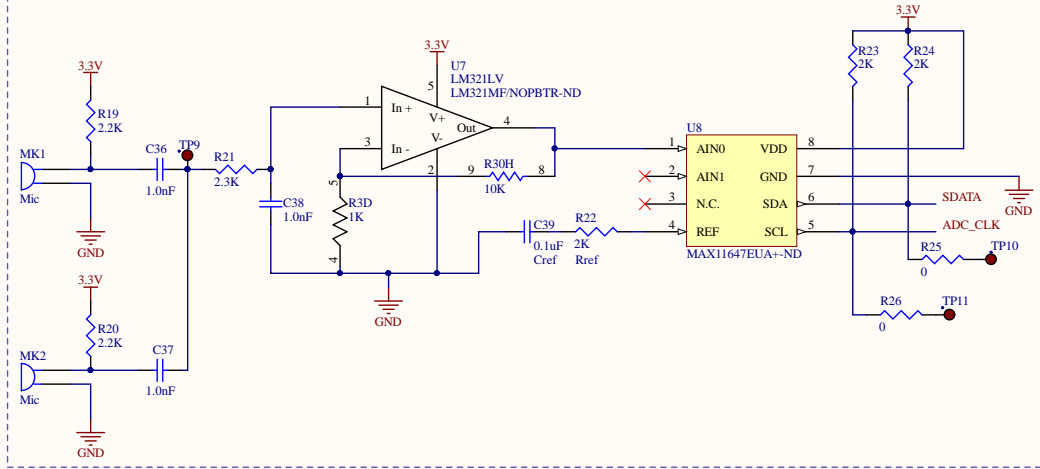 3.3V
R19
2.2K
MK1
Mic
GND
C36
1.0nF
TP9
R21
2.3K
C38
1.0nF
3.3V
R20
2.2K
MK2
Mic
GND
C37
1.0nF
3.3V
U7
LM321LV
LM321MF/NOPBTR-ND
5
1
In +
V+
Out
4
3
In -
V-
2
5
R3D
1K
4
9
R30H
8
10K
GND
C39
0.1uF
Cref
R22
2K
Rref
U8
1
AIN0
VDD
8
2
AIN1
GND
7
3
N.C.
SDA
6
4
REF
SCL
5
MAX11647EUA+-ND
3.3V
R23
2K
R24
2K
GND
SDATA
ADC_CLK
R25
0
TP10
R26
0
TP11